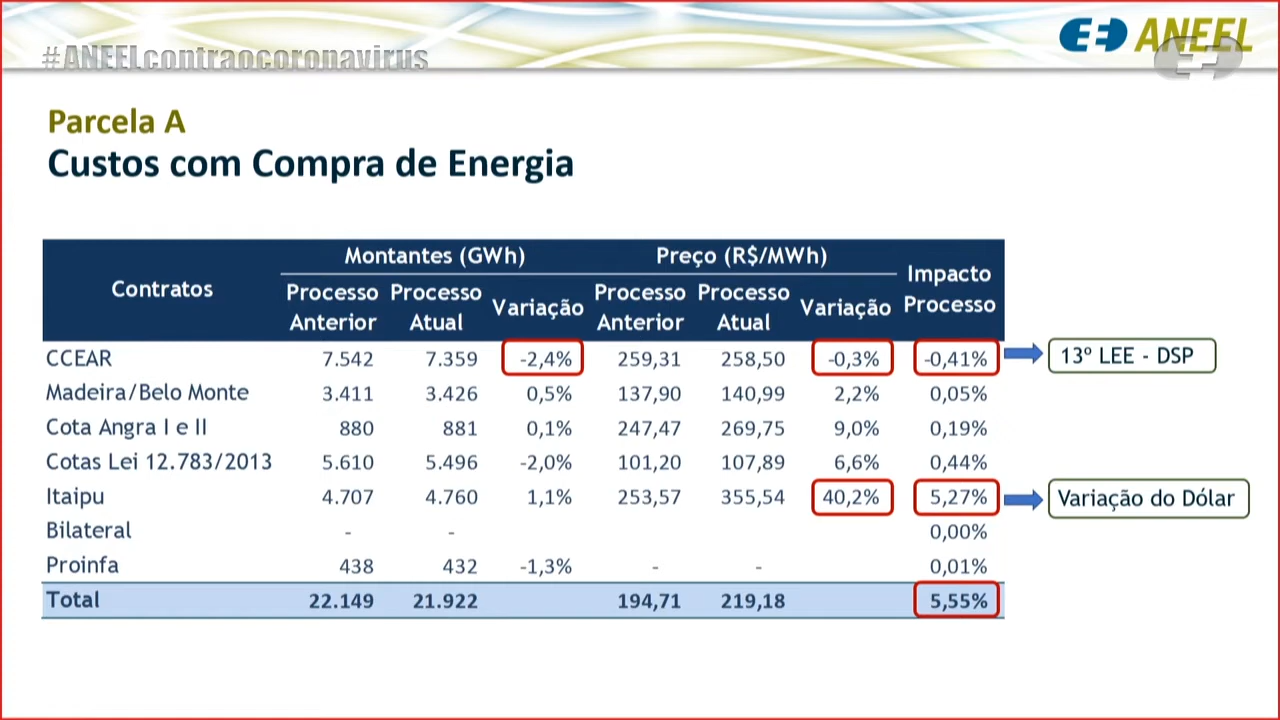 #ANEELcontraocoronavirus
ANEEL
Parcela A
Custos com Compra de Energia
Contratos Montantes (GWh) Preço (R$/MWh) Impacto Processo
Processo Anterior Processo Atual Variação Processo Anterior Processo Atual Variação
CCEAR 7.542 7.359 -2,4% 259,31 258,50 -0,3% -0,41% 13º LEE - DSP
Madeira/Belo Monte 3.411 3.426 0,5% 137,90 140,99 2,2% 0,05%
Cota Angra I e II 880 881 0,1% 247,47 269,75 9,0% 0,19%
Cotas Lei 12.783/2013 5.610 5.496 -2,0% 101,20 107,89 6,6% 0,44%
Itaipu 4.707 4.760 1,1% 253,57 355,54 40,2% 5,27% Variação do Dólar
Bilateral - - 0,00%
Proinfa 438 432 -1,3% - - 0,01%
Total 22.149 21.922 194,71 219,18 5,55%